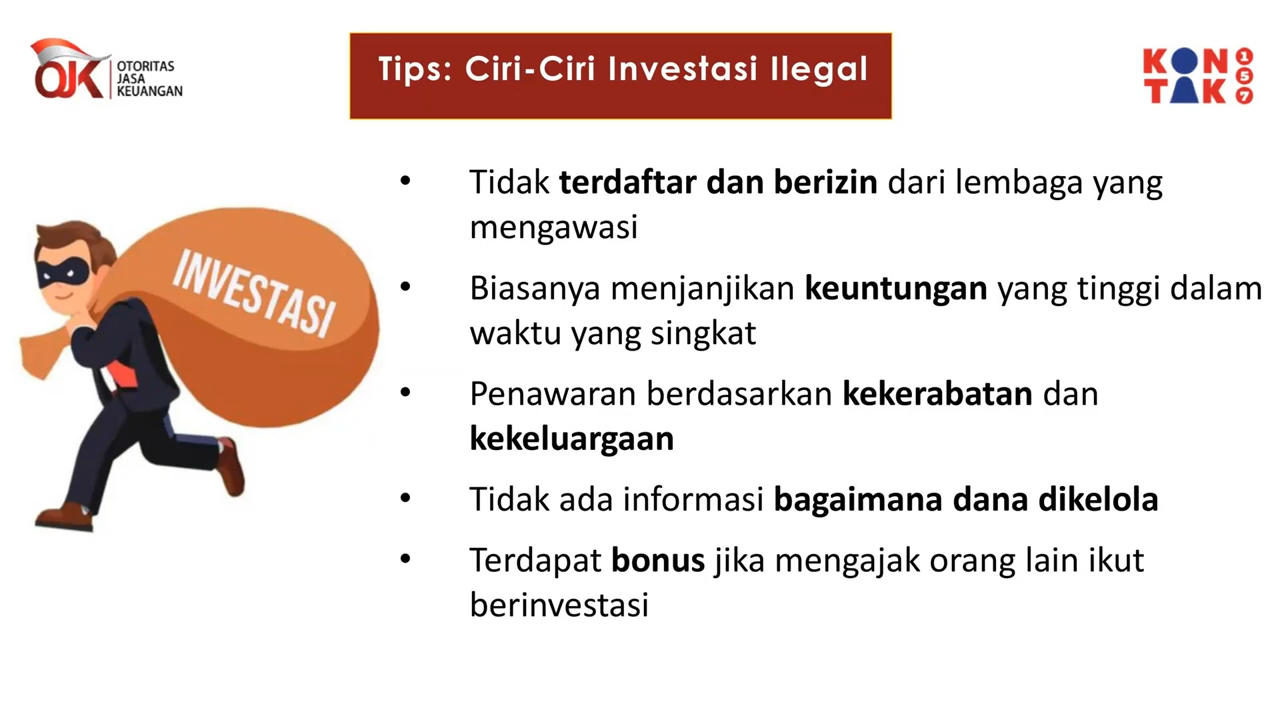 OJK
OTORITAS
JASA
KEUANGAN
Tips: Ciri-Ciri Investasi Ilegal
KONTAK 157
INVESTASI
• Tidak terdaftar dan berizin dari lembaga yang
mengawasi
• Biasanya menjanjikan keuntungan yang tinggi dalam
waktu yang singkat
• Penawaran berdasarkan kekerabatan dan
kekeluargaan
• Tidak ada informasi bagaimana dana dikelola
• Terdapat bonus jika mengajak orang lain ikut
berinvestasi